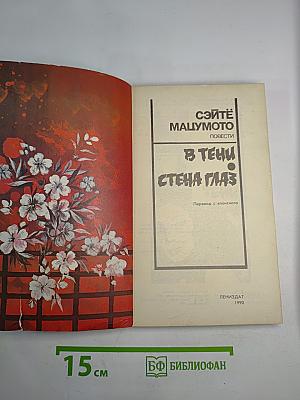 СЭЙТЁ
МАЦУМОТО
ПОВЕСТИ
В ТЕНИ
СТЕНА ГЛАЗ
Перевод с японского
ЛЕНИЗДАТ
1990
15 см
БФ БИБЛИОФАН